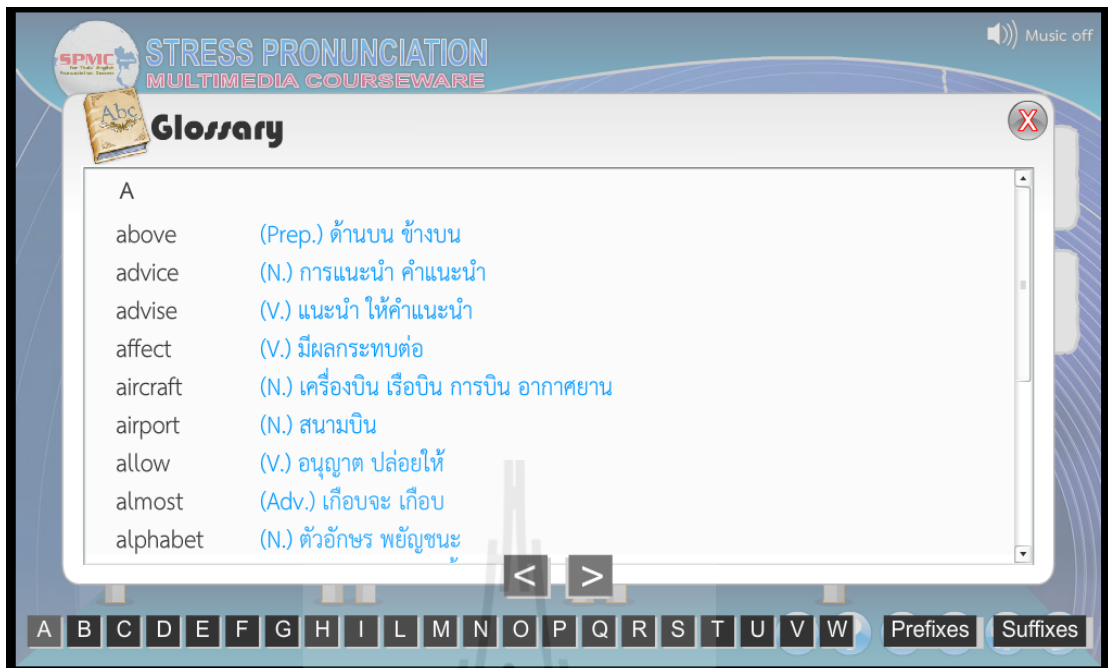 Music off
SPMC
STRESS PRONUNCIATION
MULTIMEDIA COURSEWARE
Abc
Glossary
X
A
above (Prep.) ด้านบน ข้างบน
advice (N.) การแนะนำ คำแนะนำ
advise (V.) แนะนำ ให้คำแนะนำ
affect (V.) มีผลกระทบต่อ
aircraft (N.) เครื่องบิน เรือบิน การบิน อากาศยาน
airport (N.) สนามบิน
allow (V.) อนุญาต ปล่อยให้
almost (Adv.) เกือบจะ เกือบ
alphabet (N.) ตัวอักษร พยัญชนะ
< >
A B C D E F G H I L M N O P Q R S T U V W Prefixes Suffixes